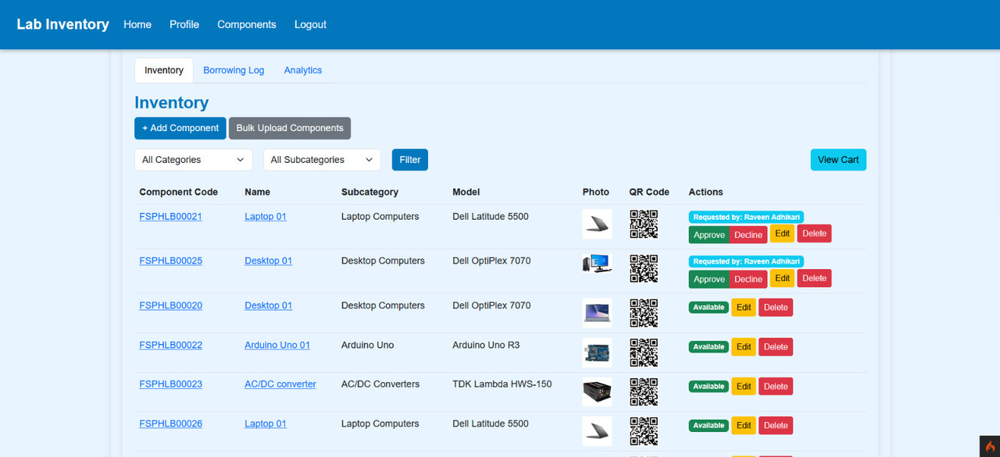 Lab Inventory Home Profile Components Logout
Inventory Borrowing Log Analytics
Inventory
+ Add Component Bulk Upload Components
All Categories All Subcategories Filter View Cart
Component Code Name Subcategory Model Photo QR Code Actions
FSPHLB00021 Laptop 01 Laptop Computers Dell Latitude 5500 Requested by: Raveen Adhikari
Approve Decline Edit Delete
FSPHLB00025 Desktop 01 Desktop Computers Dell OptiPlex 7070 Requested by: Raveen Adhikari
Approve Decline Edit Delete
FSPHLB00020 Desktop 01 Desktop Computers Dell OptiPlex 7070 Available Edit Delete
FSPHLB00022 Arduino Uno 01 Arduino Uno Arduino Uno R3 Available Edit Delete
FSPHLB00023 AC/DC converter AC/DC Converters TDK Lambda HWS-150 Available Edit Delete
FSPHLB00026 Laptop 01 Laptop Computers Dell Latitude 5500 Available Edit Delete